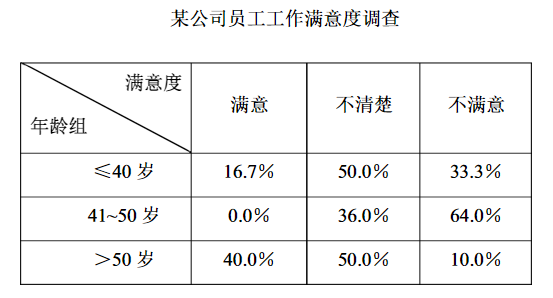 某公司员工工作满意度调查
满意度
年龄组
满意 不清楚 不满意
≤40 岁 16.7% 50.0% 33.3%
41~50 岁 0.0% 36.0% 64.0%
＞50 岁 40.0% 50.0% 10.0%